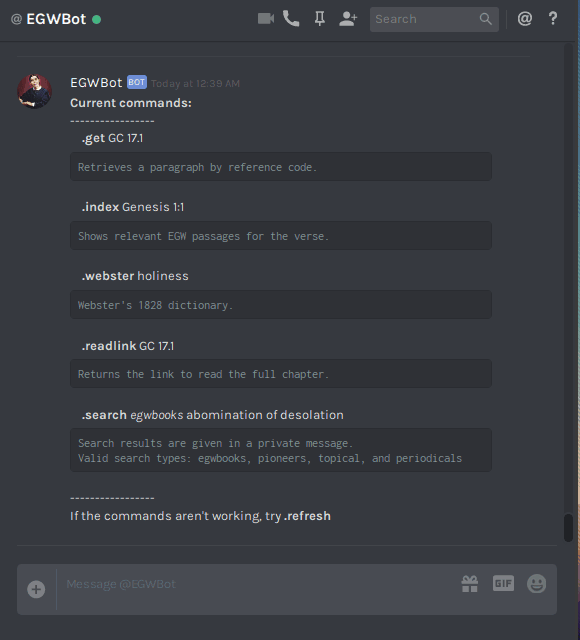 @ EGWBot
Search
@ ?
EGWBot BOT Today at 12:39 AM
Current commands:
-----------------
.get GC 17.1
Retrieves a paragraph by reference code.
.index Genesis 1:1
Shows relevant EGW passages for the verse.
.webster holiness
Webster's 1828 dictionary.
.readlink GC 17.1
Returns the link to read the full chapter.
.search egwbooks abomination of desolation
Search results are given in a private message.
Valid search types: egwbooks, pioneers, topical, and periodicals
-----------------
If the commands aren't working, try .refresh
Message @EGWBot
GIF